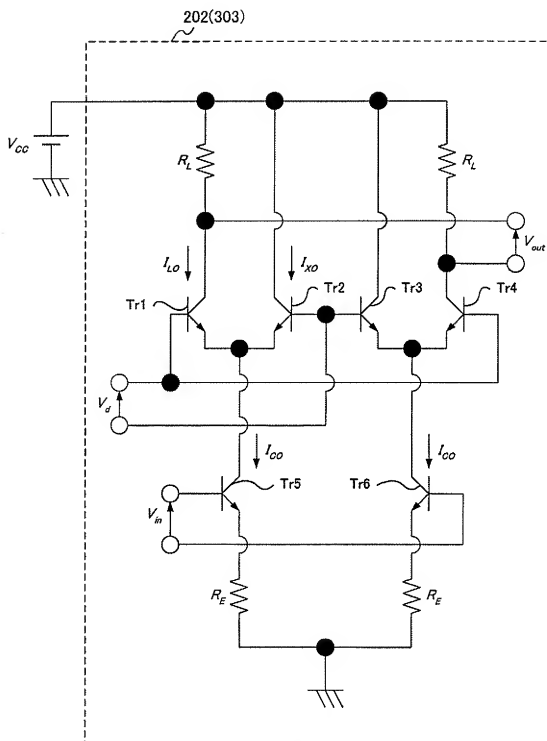 202(303)
V_CC
R_L
R_L
V_out
I_LO
I_XO
Tr1
Tr2
Tr3
Tr4
V_d
I_CO
I_CO
Tr5
Tr6
V_in
R_E
R_E